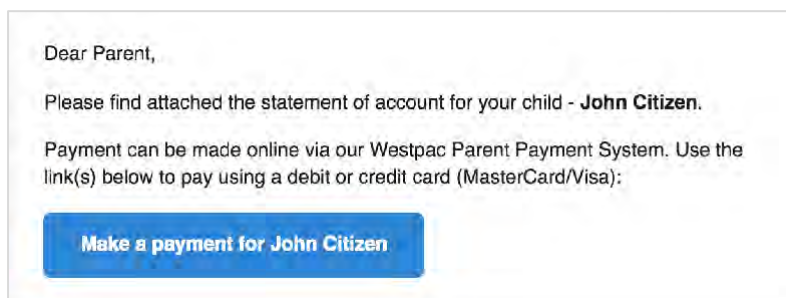 Dear Parent,
Please find attached the statement of account for your child - John Citizen.
Payment can be made online via our Westpac Parent Payment System. Use the
link(s) below to pay using a debit or credit card (MasterCard/Visa):
Make a payment for John Citizen